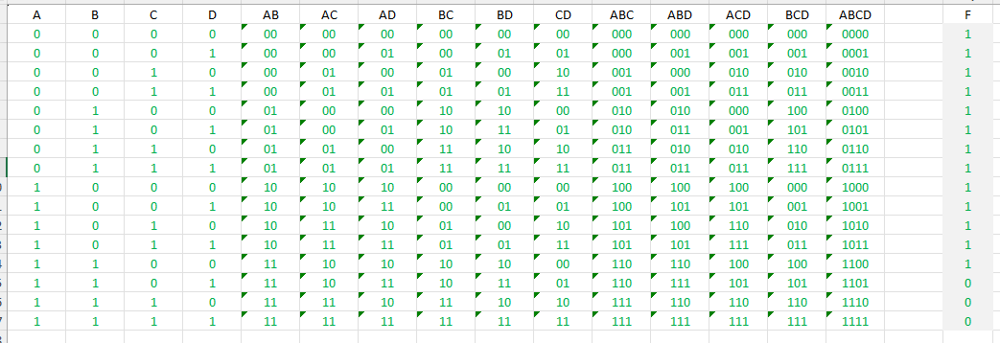 A B C D AB AC AD BC BD CD ABC ABD ACD BCD ABCD F
0 0 0 0 00 00 00 00 00 00 000 000 000 000 0000 1
0 0 0 1 00 00 01 00 01 01 000 001 001 001 0001 1
0 0 1 0 00 01 00 01 00 10 001 000 010 010 0010 1
0 0 1 1 00 01 01 01 01 11 001 001 011 011 0011 1
0 1 0 0 01 00 00 10 10 00 010 010 000 100 0100 1
0 1 0 1 01 00 01 10 11 01 010 011 001 101 0101 1
0 1 1 0 01 01 00 11 10 10 011 010 010 110 0110 1
0 1 1 1 01 01 01 11 11 11 011 011 011 111 0111 1
1 0 0 0 10 10 10 00 00 00 100 100 100 000 1000 1
1 0 0 1 10 10 11 00 01 01 100 101 101 001 1001 1
1 0 1 0 10 11 10 01 00 10 101 100 110 010 1010 1
1 0 1 1 10 11 11 01 01 11 101 101 111 011 1011 1
1 1 0 0 11 10 10 10 10 00 110 110 100 100 1100 1
1 1 0 1 11 10 11 10 11 01 110 111 101 101 1101 0
1 1 1 0 11 11 10 11 10 10 111 110 110 110 1110 0
1 1 1 1 11 11 11 11 11 11 111 111 111 111 1111 0